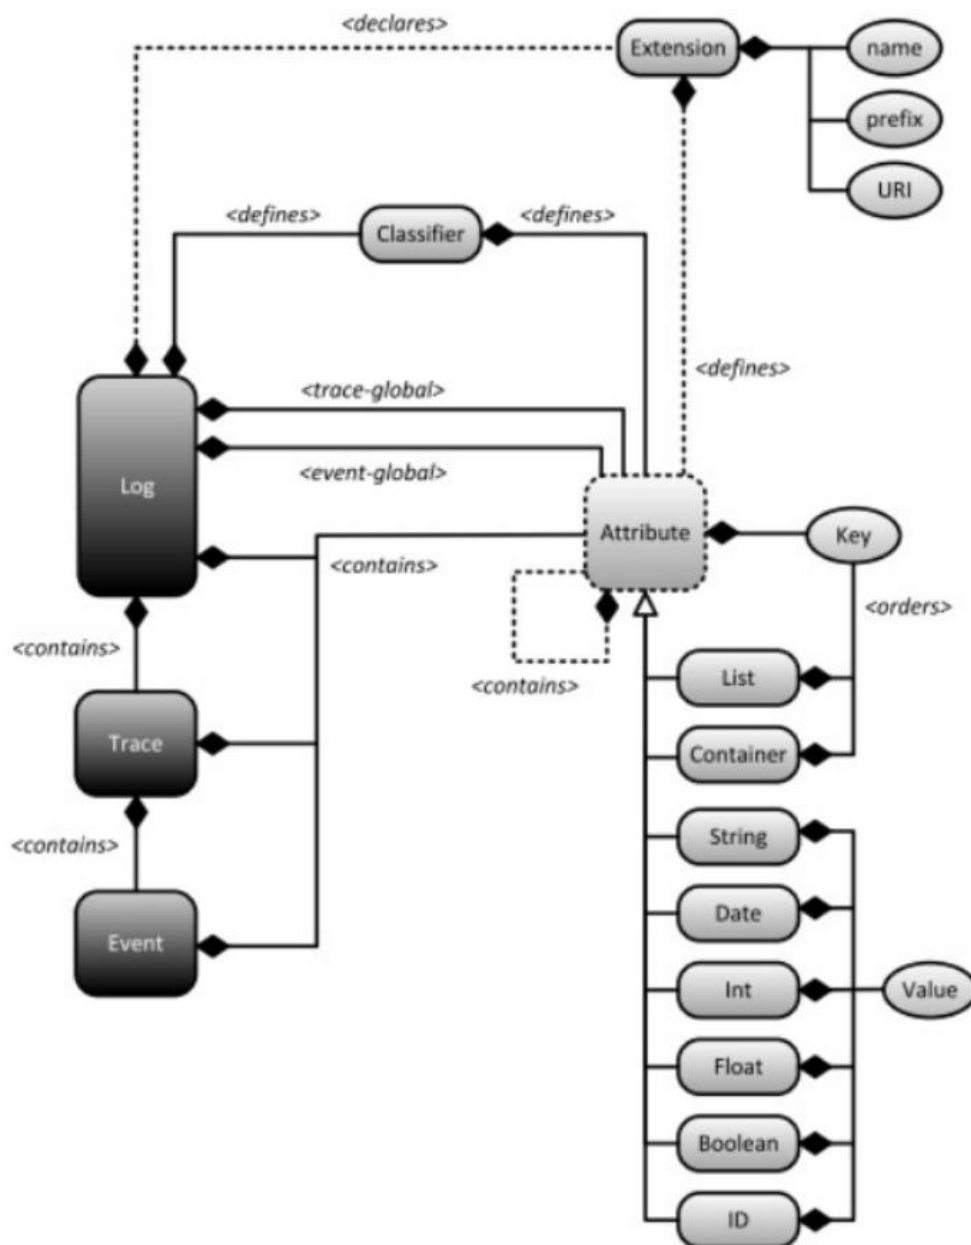 <declares>
Extension
name
prefix
URI
<defines>
Classifier
<defines>
<defines>
<trace-global>
Log
<event-global>
Attribute
Key
<contains>
<orders>
<contains>
List
<contains>
Trace
Container
<contains>
String
Date
Event
Int
Value
Float
Boolean
ID